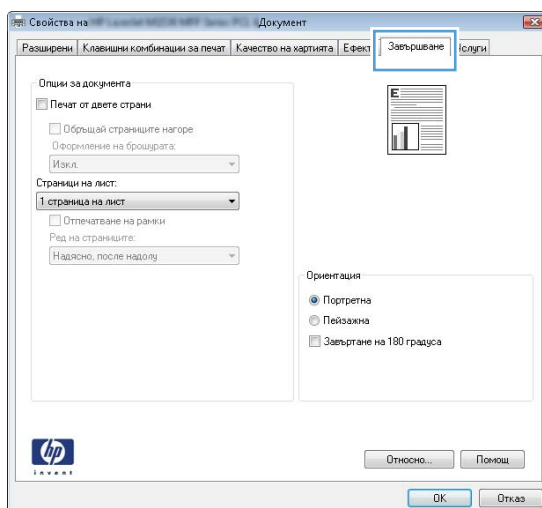 Свойства на Документ
Разширени Клавишни комбинации за печат Качество на хартията Ефект Завършване слуги
Опции за документа
Печат от двете страни
Обръщай страниците нагоре
Оформление на брошурата:
Изкл.
Страници на лист:
1 страница на лист
Отпечатване на рамки
Ред на страниците:
Надясно, после надолу
E
Ориентация
Портретна
Пейзажна
Завъртане на 180 градуса
hp
invent
Относно... Помощ
OK Отказ